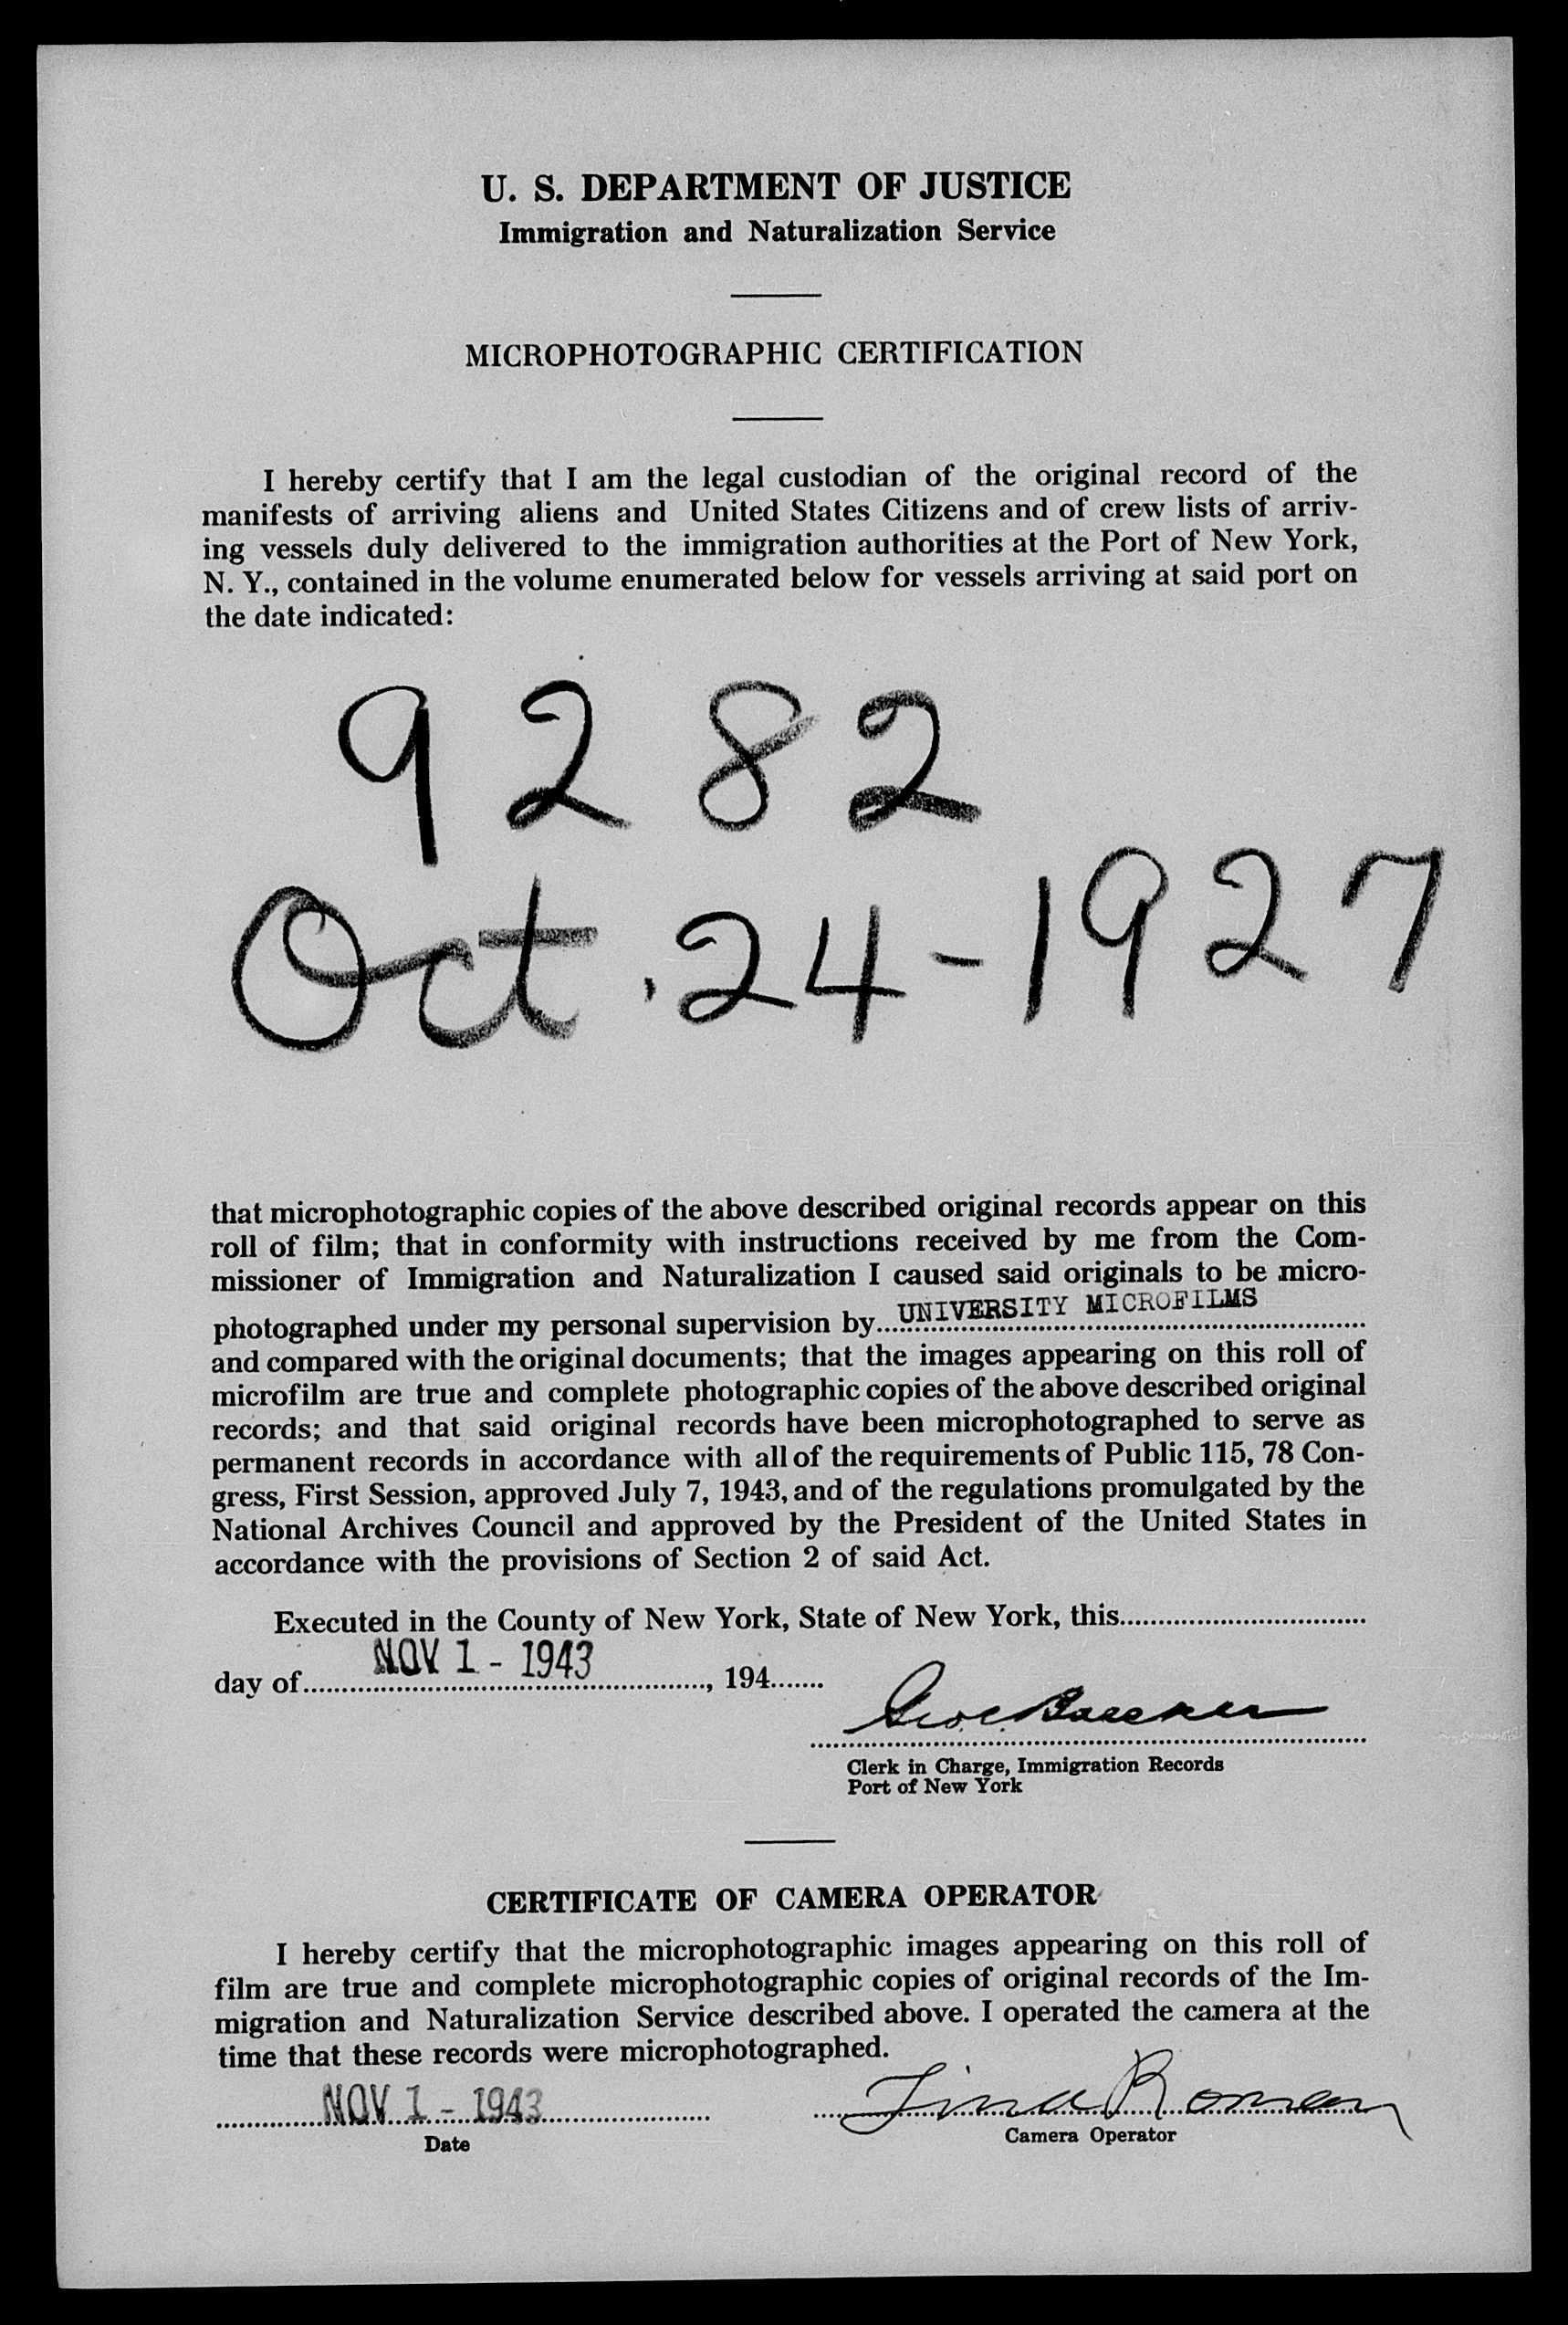 U. S. DEPARTMENT OF JUSTICE
Immigration and Naturalization Service
MICROPHOTOGRAPHIC CERTIFICATION
I hereby certify that I am the legal custodian of the original record of the
manifests of arriving aliens and United States Citizens and of crew lists of arriv-
ing vessels duly delivered to the immigration authorities at the Port of New York,
N. Y., contained in the volume enumerated below for vessels arriving at said port on
the date indicated:
9282
Oct. 24-1927
that microphotographic copies of the above described original records appear on this
roll of film; that in conformity with instructions received by me from the Com-
missioner of Immigration and Naturalization I caused said originals to be micro-
photographed under my personal supervision by UNIVERSITY MICROFILMS
and compared with the original documents; that the images appearing on this roll of
microfilm are true and complete photographic copies of the above described original
records; and that said original records have been microphotographed to serve as
permanent records in accordance with all of the requirements of Public 115, 78 Con-
gress, First Session, approved July 7, 1943, and of the regulations promulgated by the
National Archives Council and approved by the President of the United States in
accordance with the provisions of Section 2 of said Act.
Executed in the County of New York, State of New York, this
day of NOV 1 - 1943, 194
Clerk in Charge, Immigration Records
Port of New York
CERTIFICATE OF CAMERA OPERATOR
I hereby certify that the microphotographic images appearing on this roll of
film are true and complete microphotographic copies of original records of the Im-
migration and Naturalization Service described above. I operated the camera at the
time that these records were microphotographed.
NOV 1 - 1943 Tina Roman
Date Camera Operator